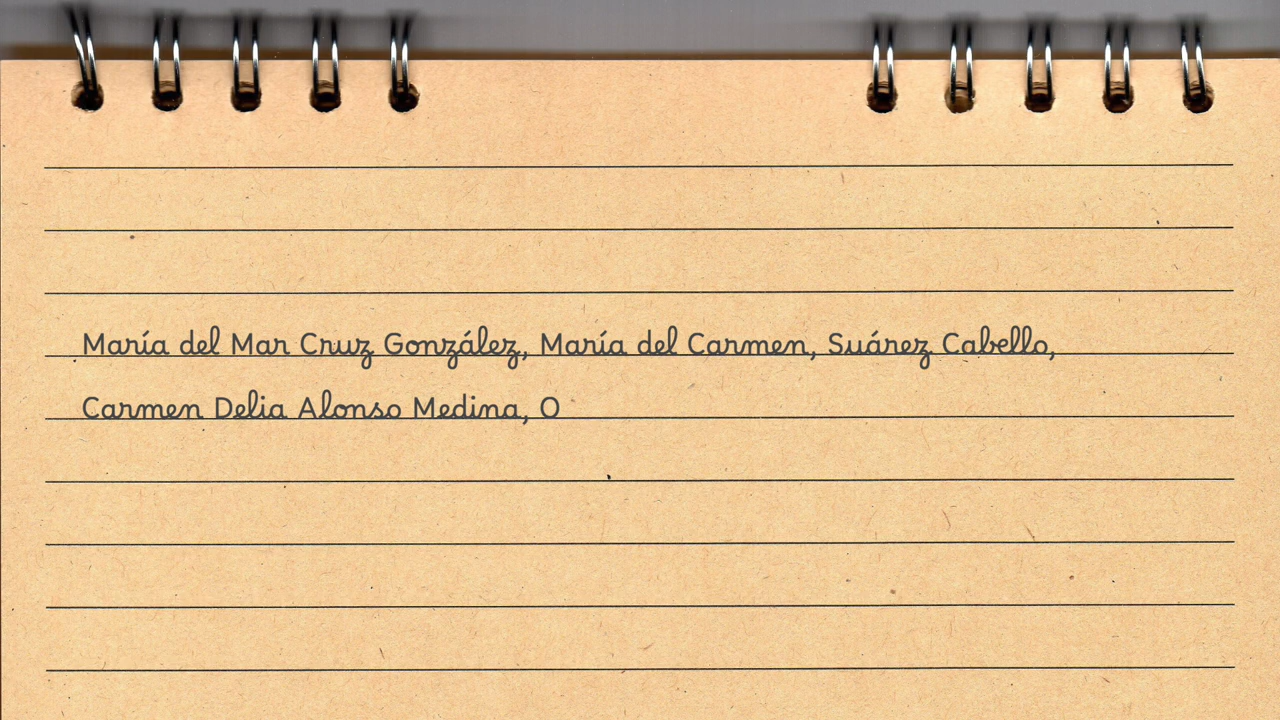 María del Mar Cruz González, María del Carmen, Suárez Cabello,
Carmen Delia Alonso Medina, O